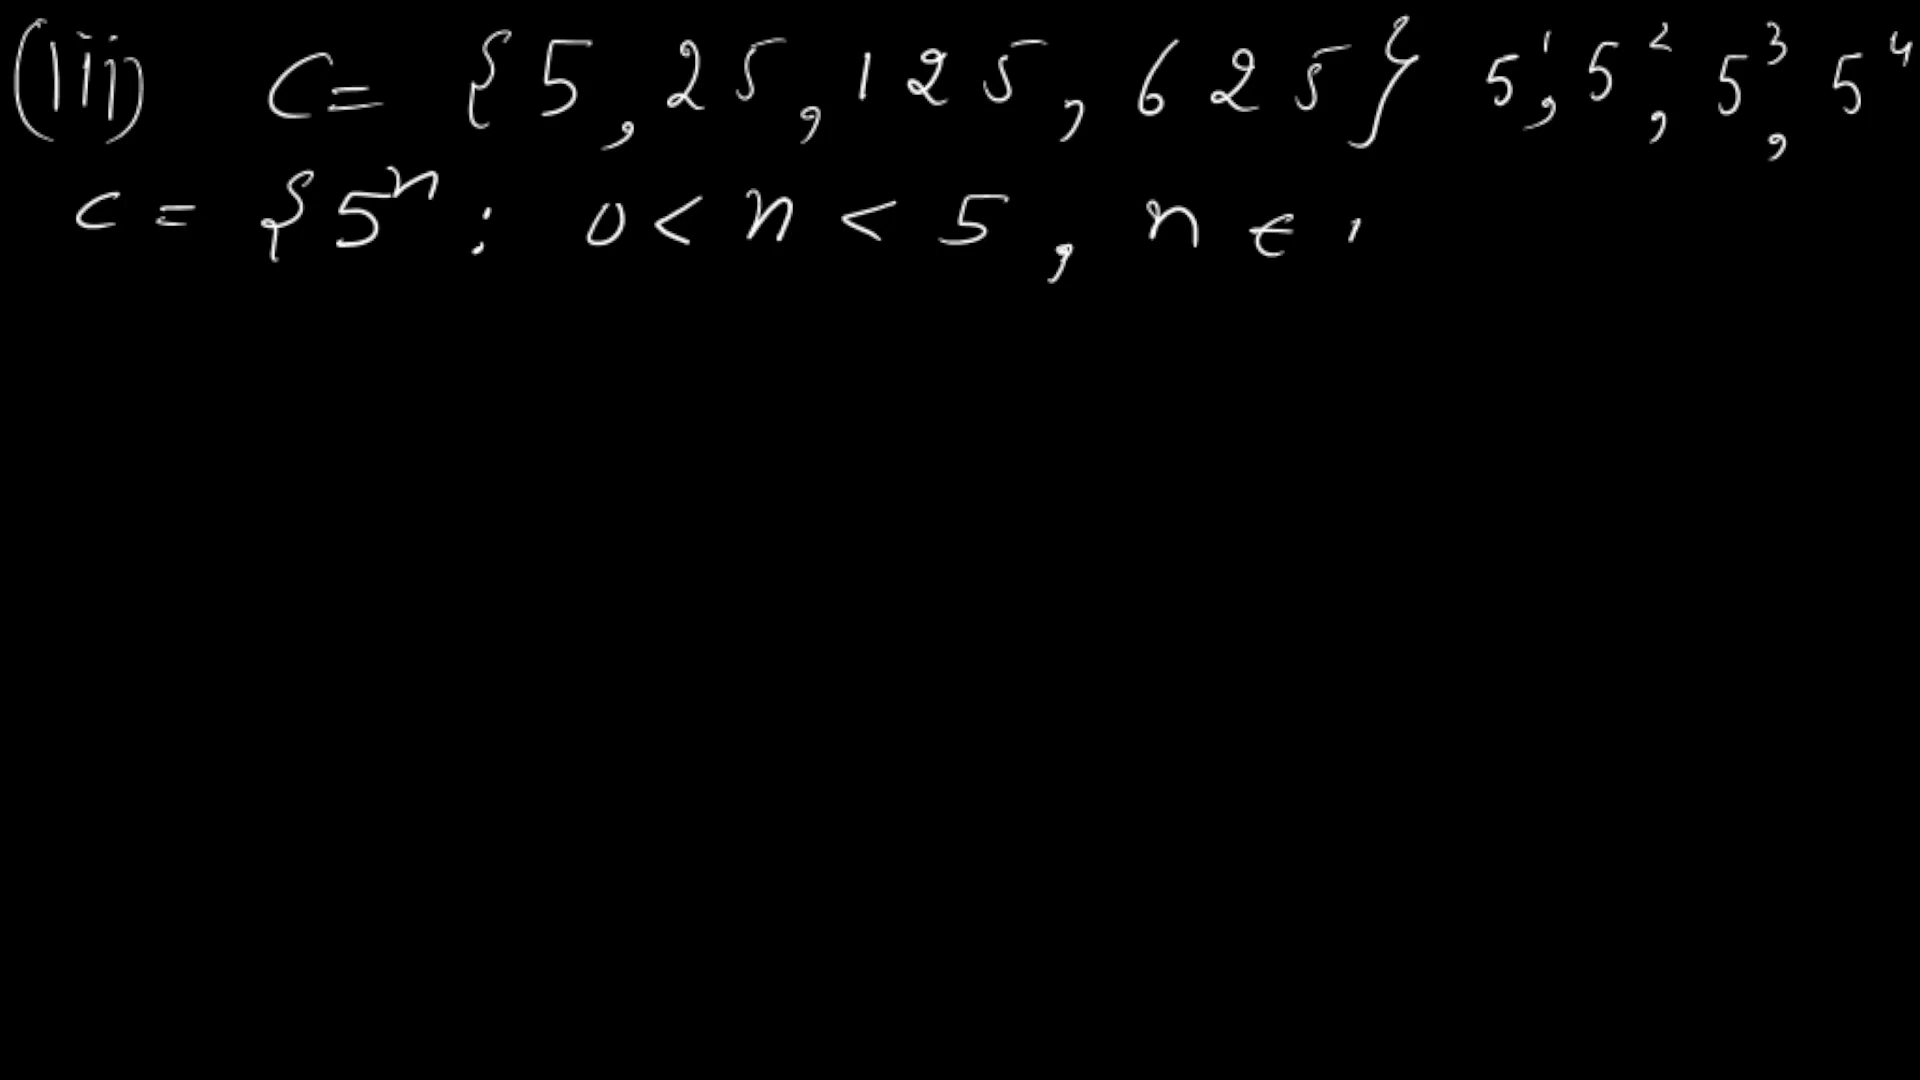 (iii) C = {5, 25, 125, 625} 5¹, 5², 5³, 5⁴
C = {5ⁿ : 0 < n < 5, n ∈